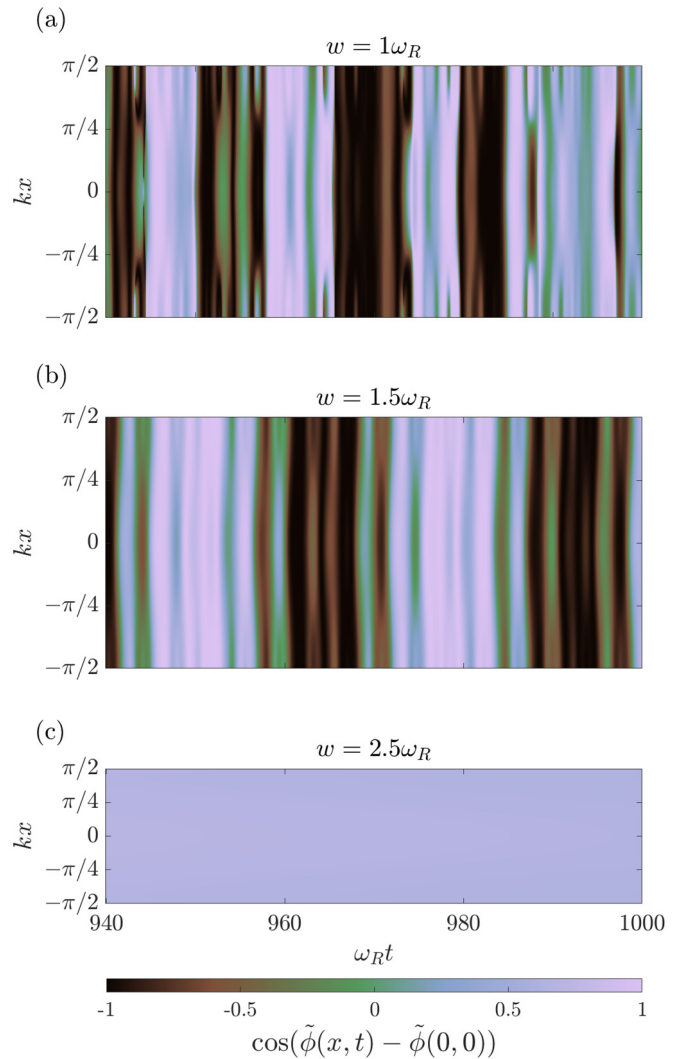 (a)
w = 1ω_R
π/2
π/4
0
−π/4
−π/2
kx
(b)
w = 1.5ω_R
π/2
π/4
0
−π/4
−π/2
kx
(c)
w = 2.5ω_R
π/2
π/4
0
−π/4
−π/2
kx
940 960 980 1000
ω_R t
-1 -0.5 0 0.5 1
cos(φ̃(x, t) − φ̃(0, 0))